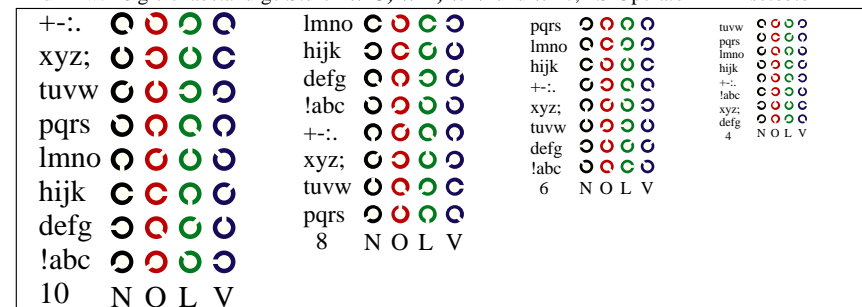 +-:.
xyz;
tuvw
pqrs
lmno
hijk
defg
!abc
10 N O L V
lmno
hijk
defg
!abc
+-:.
xyz;
tuvw
pqrs
8 N O L V
pqrs
lmno
hijk
+-:.
xyz;
tuvw
defg
!abc
6 N O L V
tuvw
pqrs
lmno
hijk
+-:.
!abc
xyz;
defg
4 N O L V